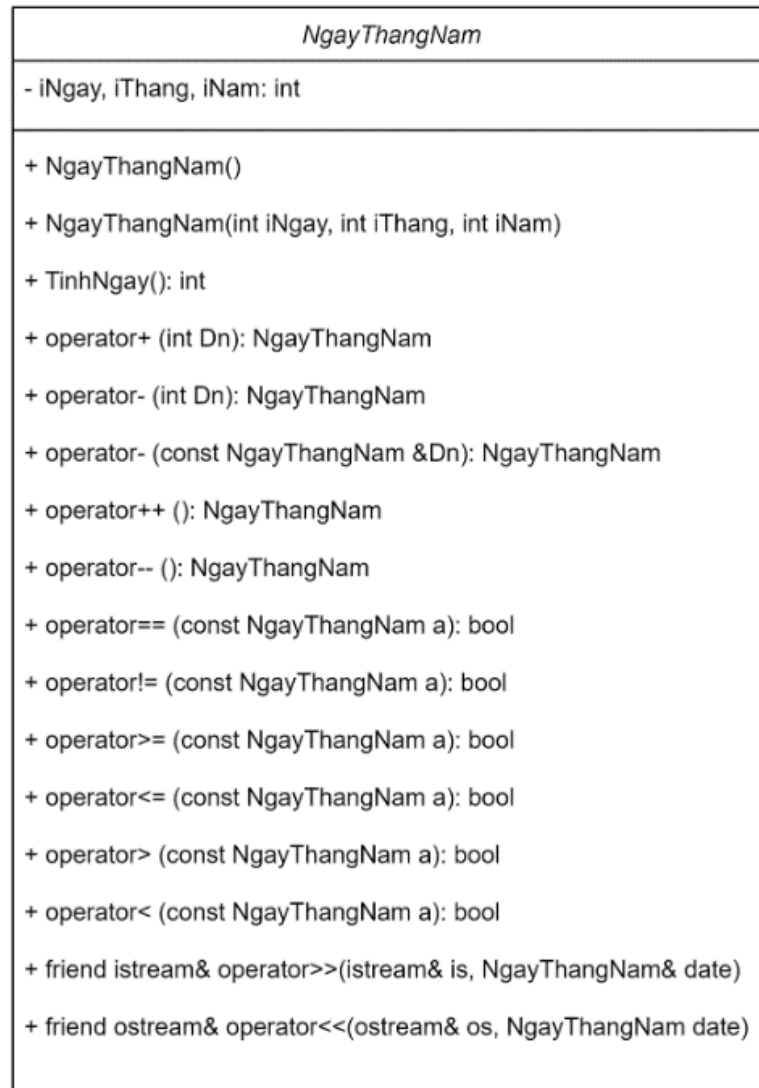 NgayThangNam
- iNgay, iThang, iNam: int
+ NgayThangNam()
+ NgayThangNam(int iNgay, int iThang, int iNam)
+ TinhNgay(): int
+ operator+ (int Dn): NgayThangNam
+ operator- (int Dn): NgayThangNam
+ operator- (const NgayThangNam &Dn): NgayThangNam
+ operator++ (): NgayThangNam
+ operator-- (): NgayThangNam
+ operator== (const NgayThangNam a): bool
+ operator!= (const NgayThangNam a): bool
+ operator>= (const NgayThangNam a): bool
+ operator<= (const NgayThangNam a): bool
+ operator> (const NgayThangNam a): bool
+ operator< (const NgayThangNam a): bool
+ friend istream& operator>>(istream& is, NgayThangNam& date)
+ friend ostream& operator<<(ostream& os, NgayThangNam date)